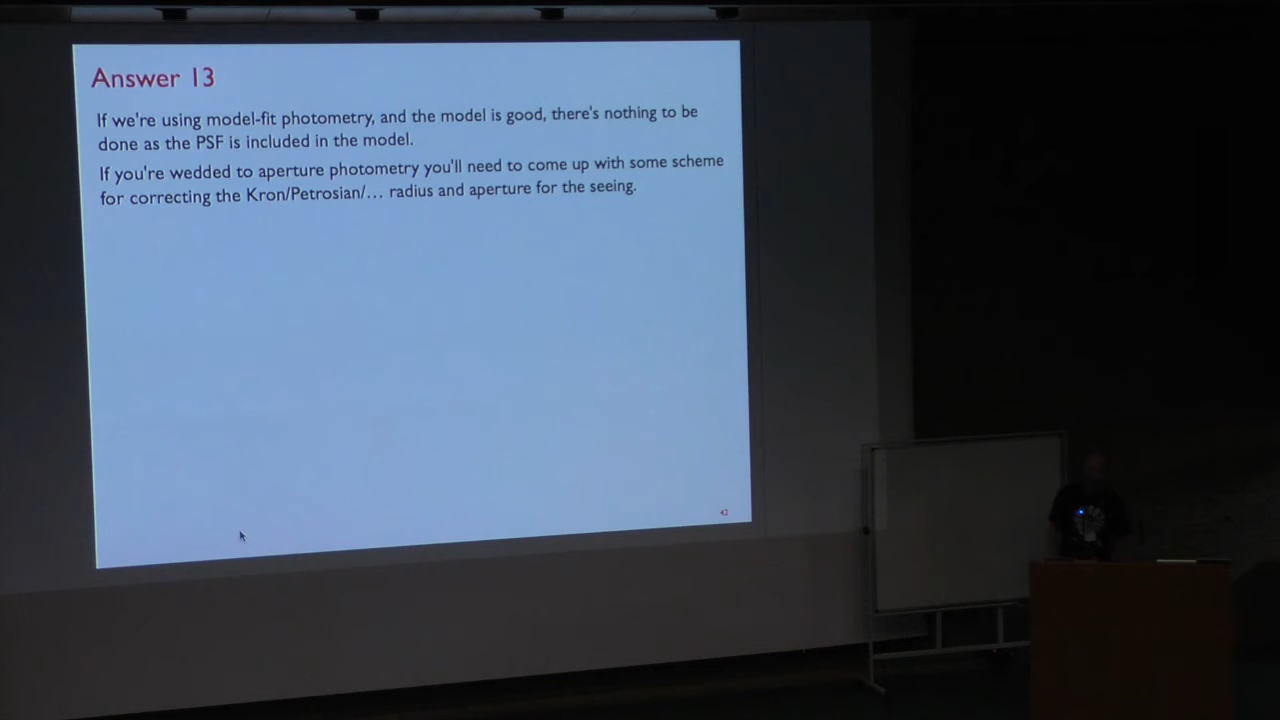 Answer 13
If we're using model-fit photometry, and the model is good, there's nothing to be
done as the PSF is included in the model.
If you're wedded to aperture photometry you'll need to come up with some scheme
for correcting the Kron/Petrosian/… radius and aperture for the seeing.
42